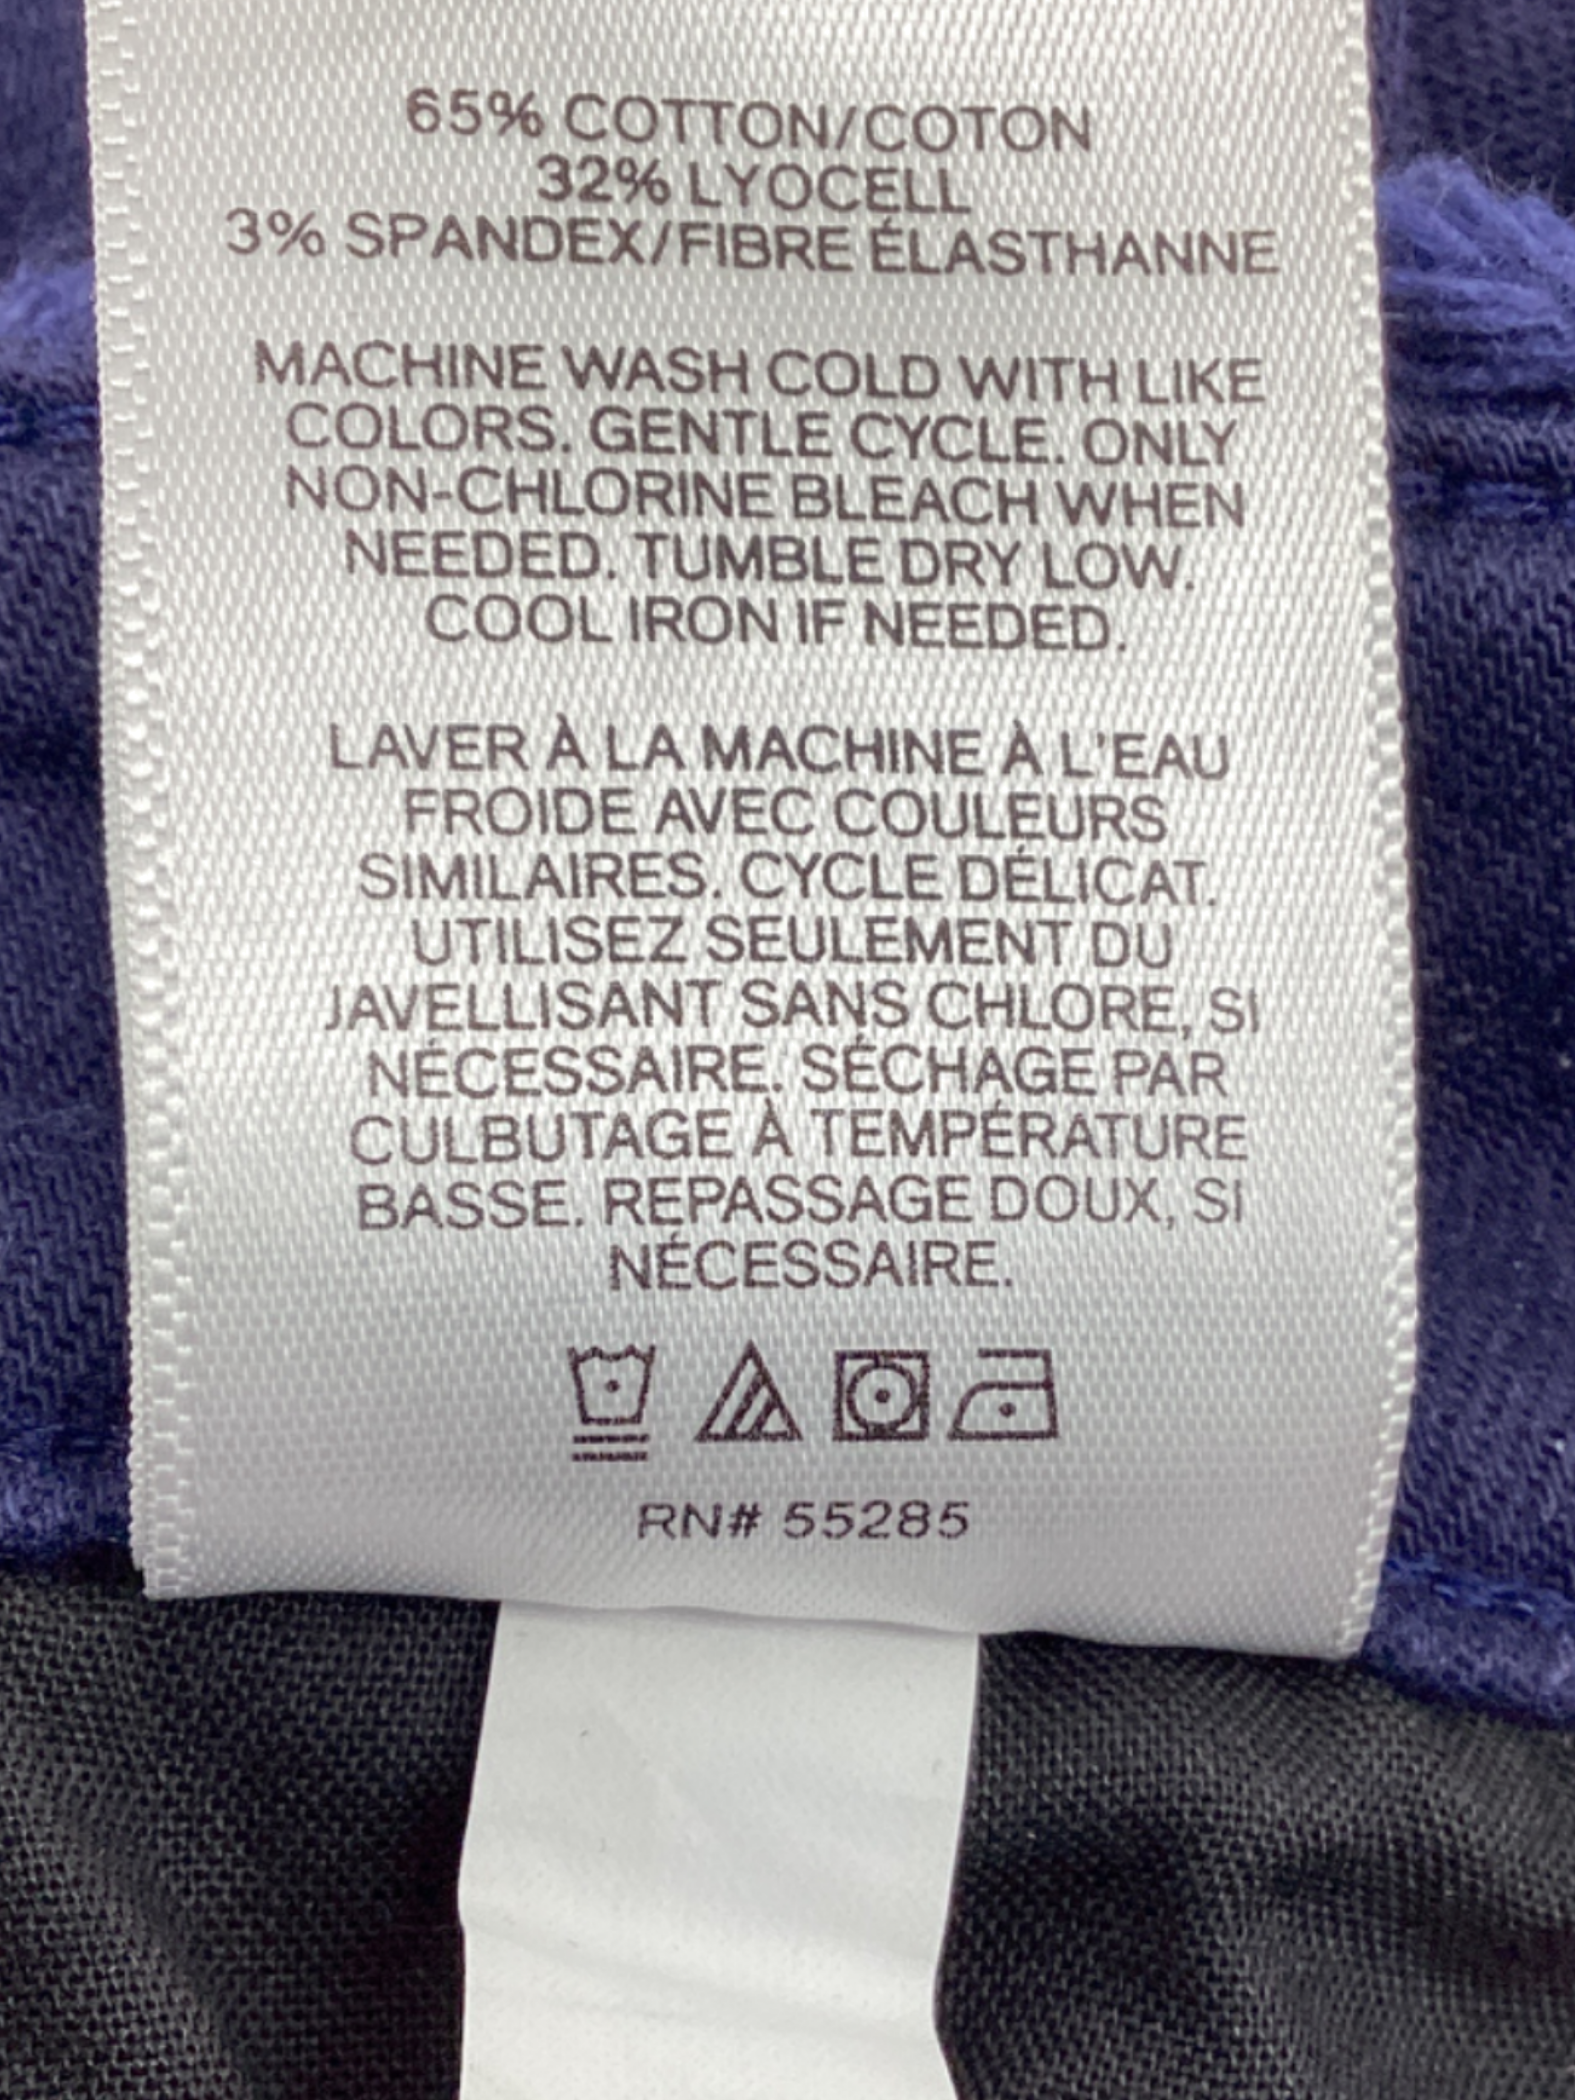 65% COTTON/COTON
32% LYOCELL
3% SPANDEX/FIBRE ÉLASTHANNE
MACHINE WASH COLD WITH LIKE
COLORS. GENTLE CYCLE. ONLY
NON-CHLORINE BLEACH WHEN
NEEDED. TUMBLE DRY LOW.
COOL IRON IF NEEDED.
LAVER À LA MACHINE À L'EAU
FROIDE AVEC COULEURS
SIMILAIRES. CYCLE DÉLICAT.
UTILISEZ SEULEMENT DU
JAVELLISANT SANS CHLORE, SI
NÉCESSAIRE. SÉCHAGE PAR
CULBUTAGE À TEMPÉRATURE
BASSE. REPASSAGE DOUX, SI
NÉCESSAIRE.
RN# 55285